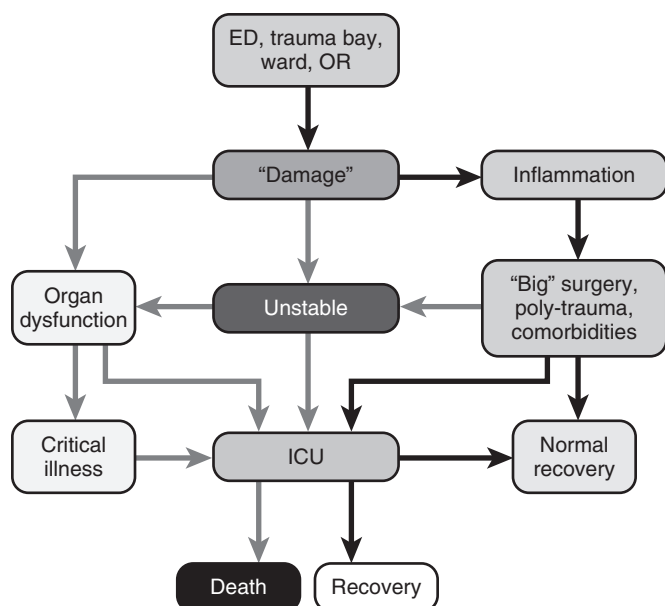 ED, trauma bay,
ward, OR
“Damage”
Inflammation
Organ
dysfunction
Unstable
“Big” surgery,
poly-trauma,
comorbidities
Critical
illness
ICU
Normal
recovery
Death
Recovery